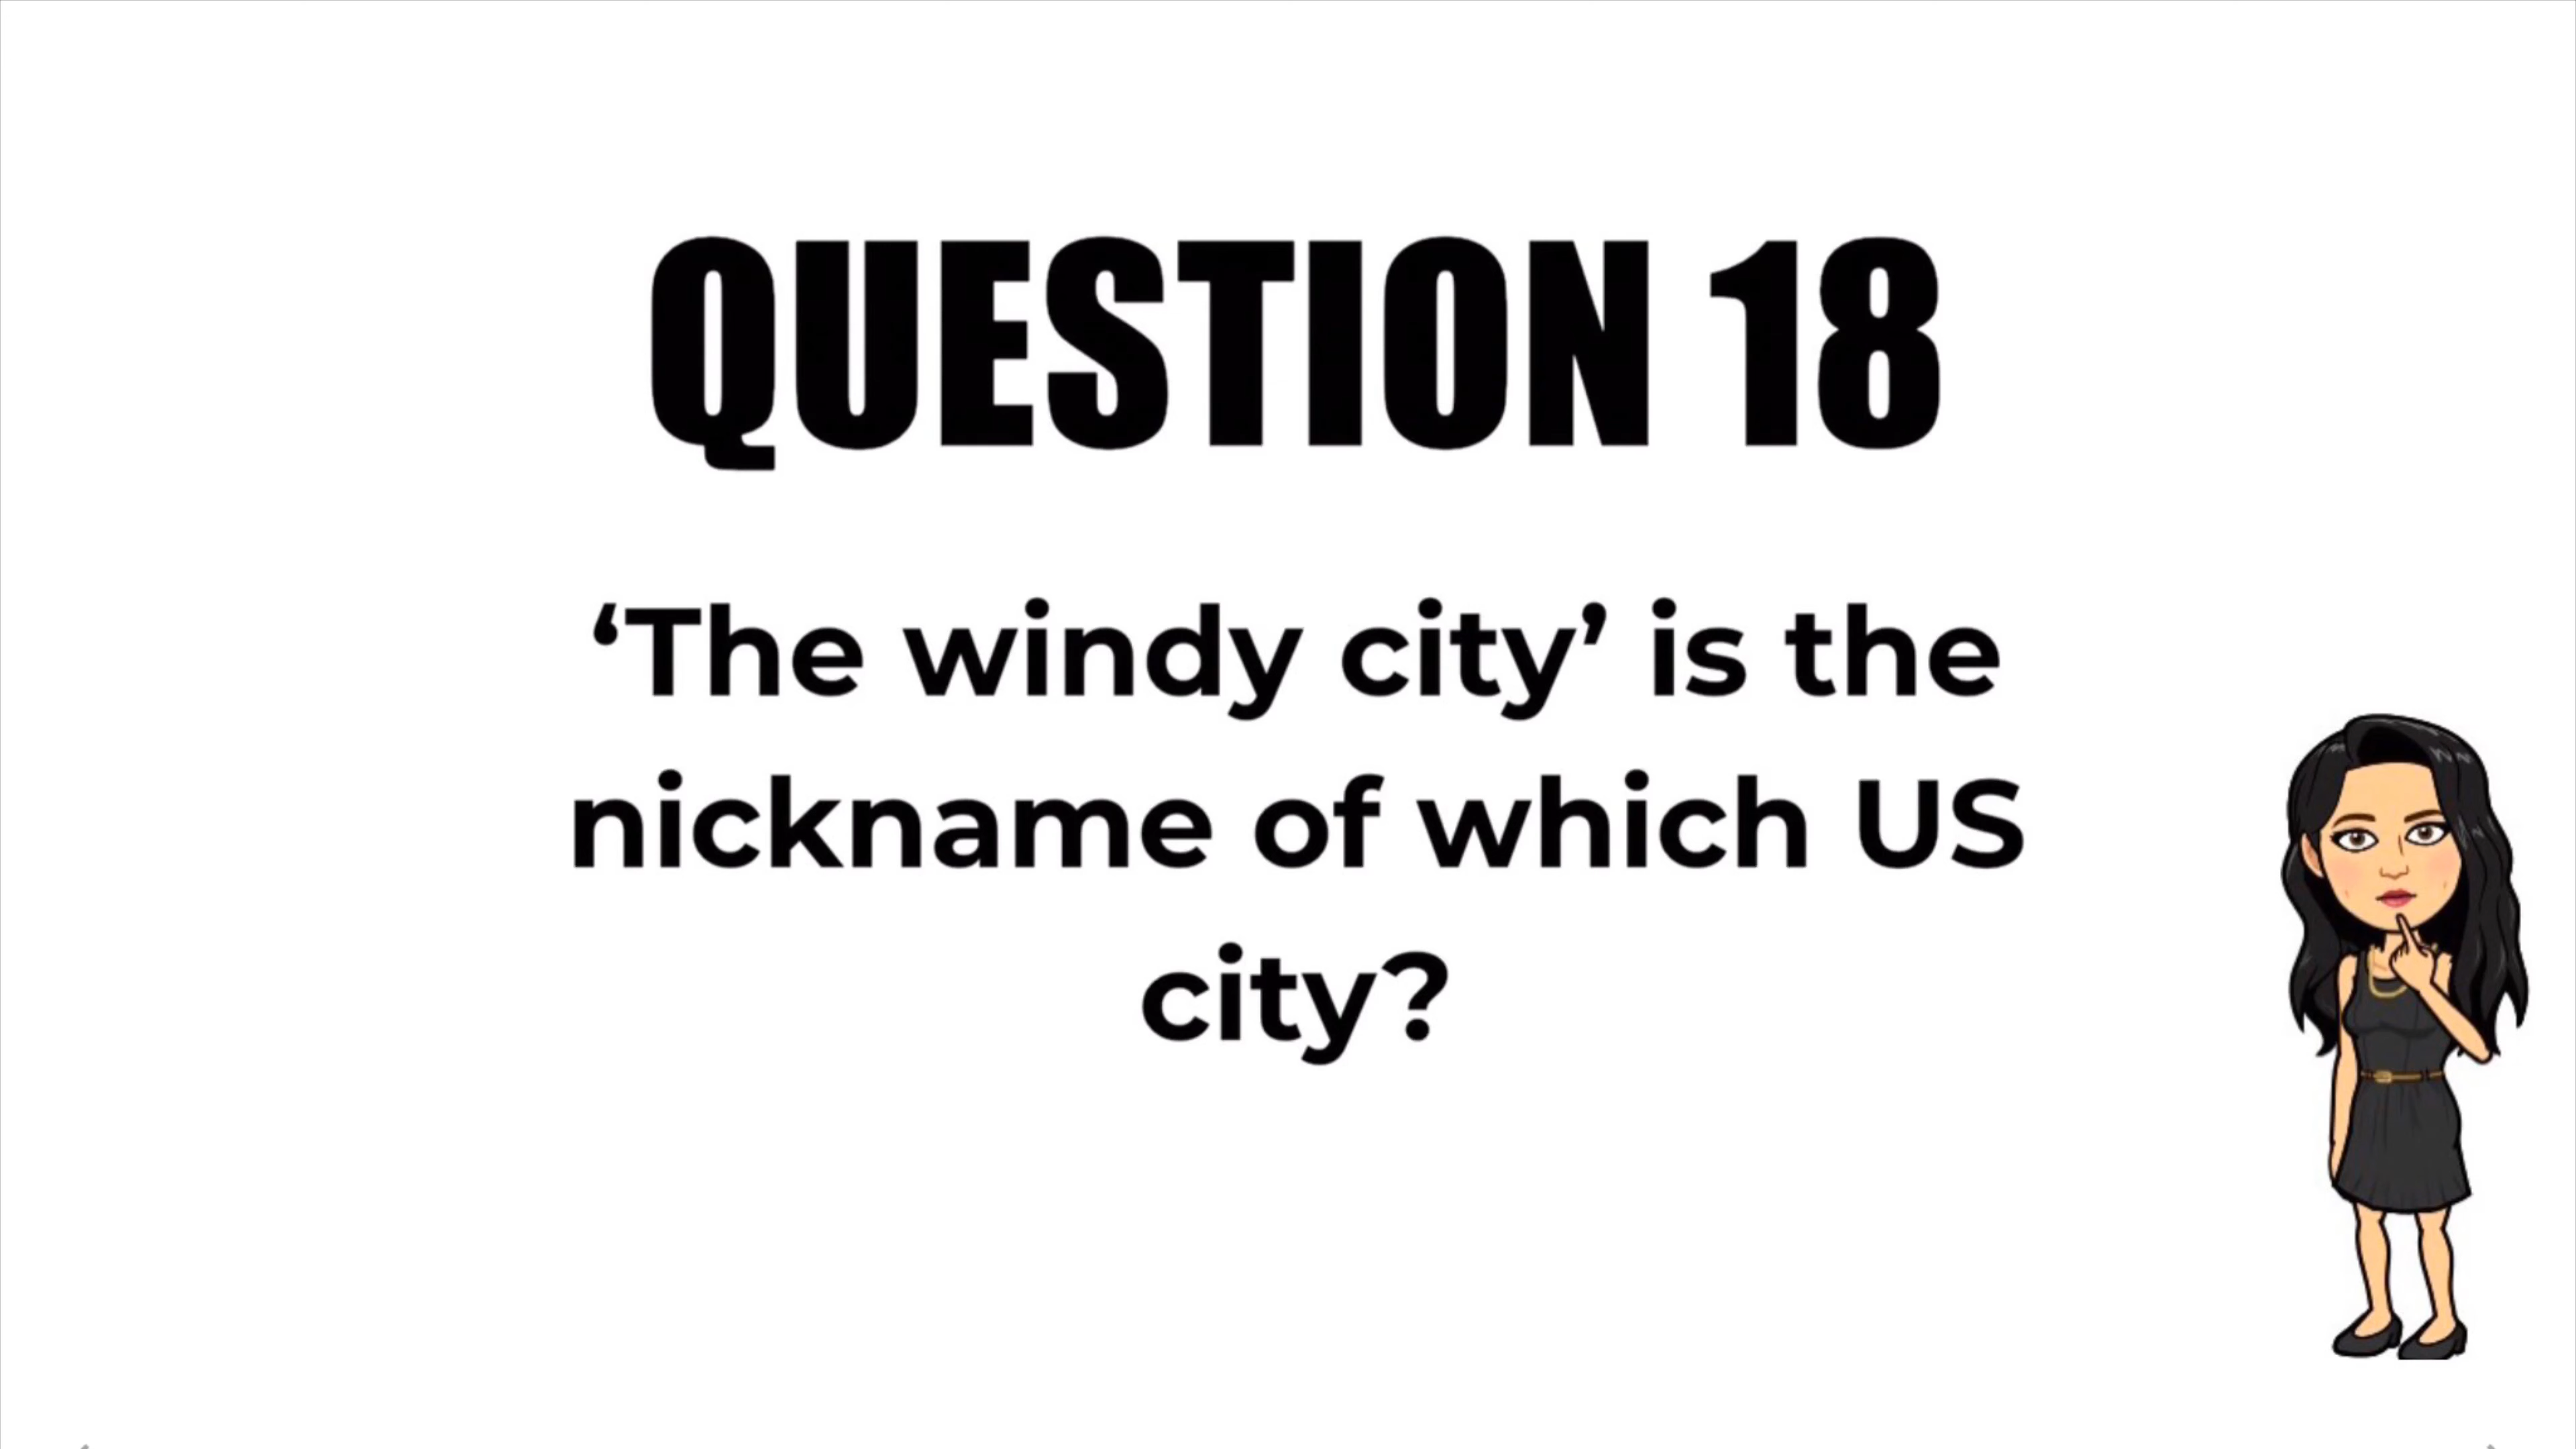 QUESTION 18
‘The windy city’ is the
nickname of which US
city?